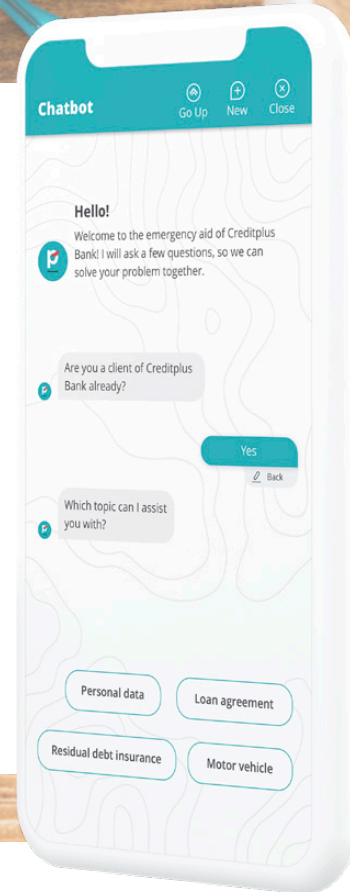 Chatbot
Go Up
New
Close
Hello!
Welcome to the emergency aid of Creditplus
Bank! I will ask a few questions, so we can
solve your problem together.
Are you a client of Creditplus
Bank already?
Yes
Back
Which topic can I assist
you with?
Personal data
Loan agreement
Residual debt insurance
Motor vehicle